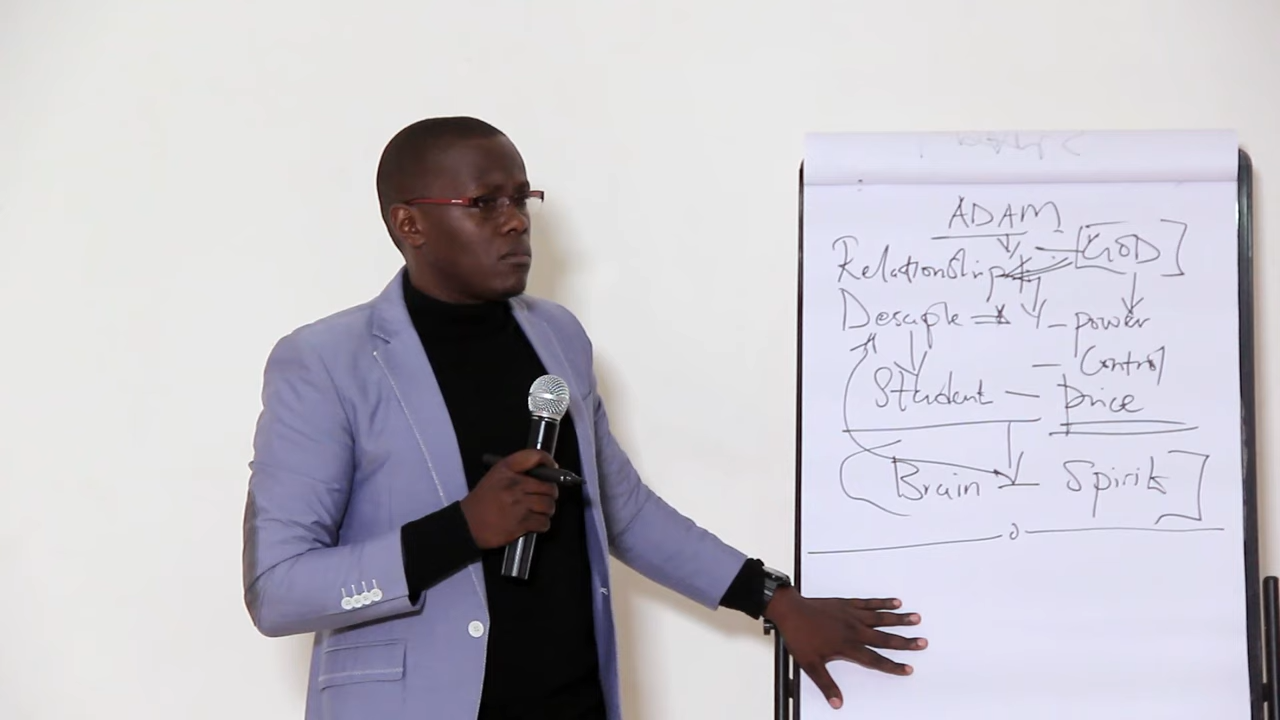 ADAM
Relationship GOD
Desciple - power
- Control
Student - price
Brain - Spirit